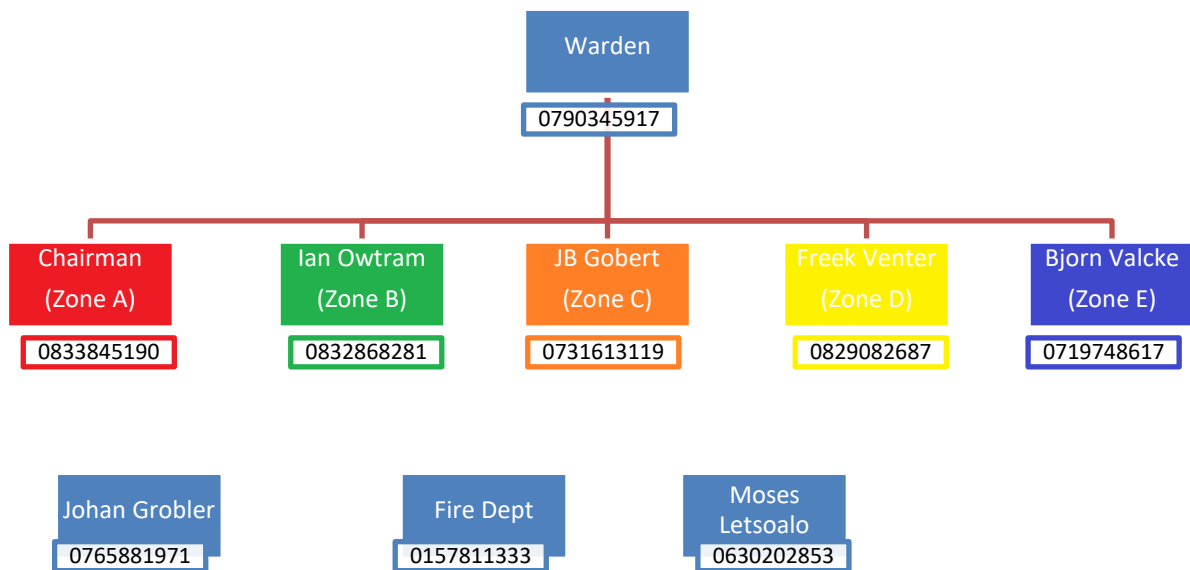 Warden
0790345917
Chairman
(Zone A)
0833845190
Ian Owtram
(Zone B)
0832868281
JB Gobert
(Zone C)
0731613119
Freek Venter
(Zone D)
0829082687
Bjorn Valcke
(Zone E)
0719748617
Johan Grobler
0765881971
Fire Dept
0157811333
Moses
Letsoalo
0630202853